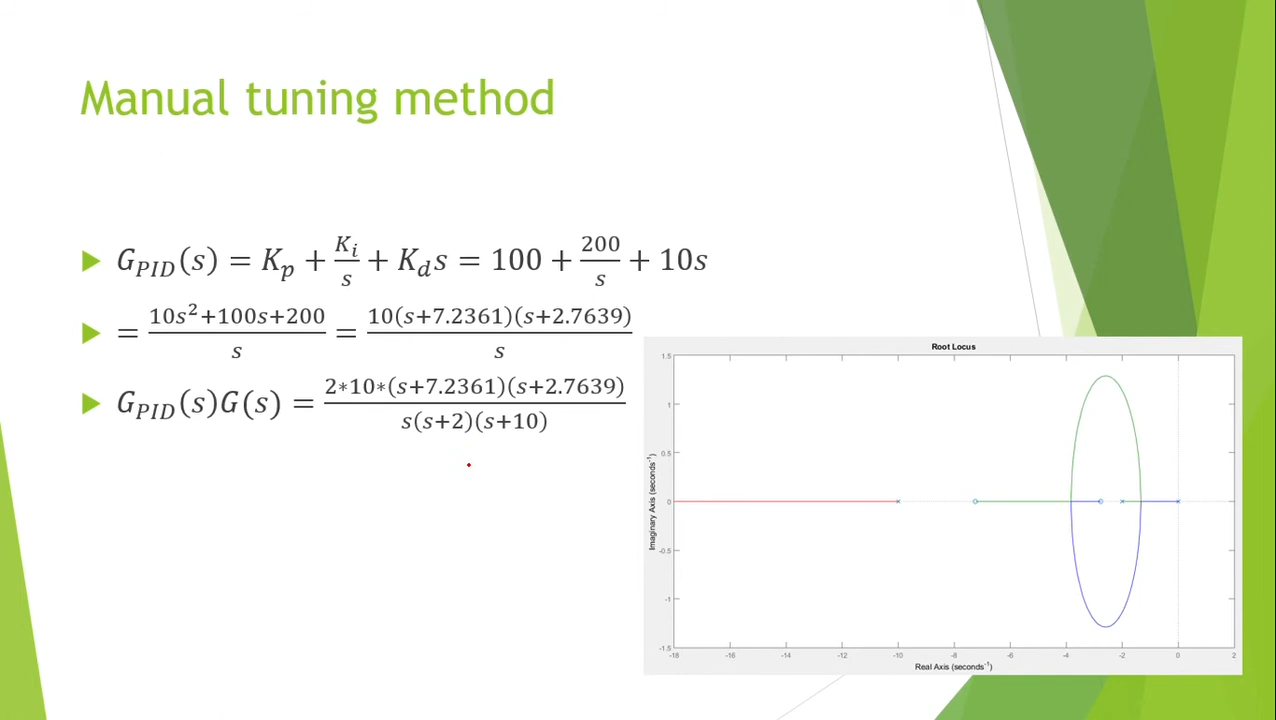 Manual tuning method
G_PID(s) = K_p + K_i/s + K_d s = 100 + 200/s + 10s
= (10s²+100s+200)/s = 10(s+7.2361)(s+2.7639)/s
G_PID(s)G(s) = 2∗10∗(s+7.2361)(s+2.7639)/s(s+2)(s+10)
Root Locus
Imaginary Axis (seconds⁻¹)
1.5
1
0.5
0
-0.5
-1
-1.5
-18 -16 -14 -12 -10 -8 -6 -4 -2 0 2
Real Axis (seconds⁻¹)